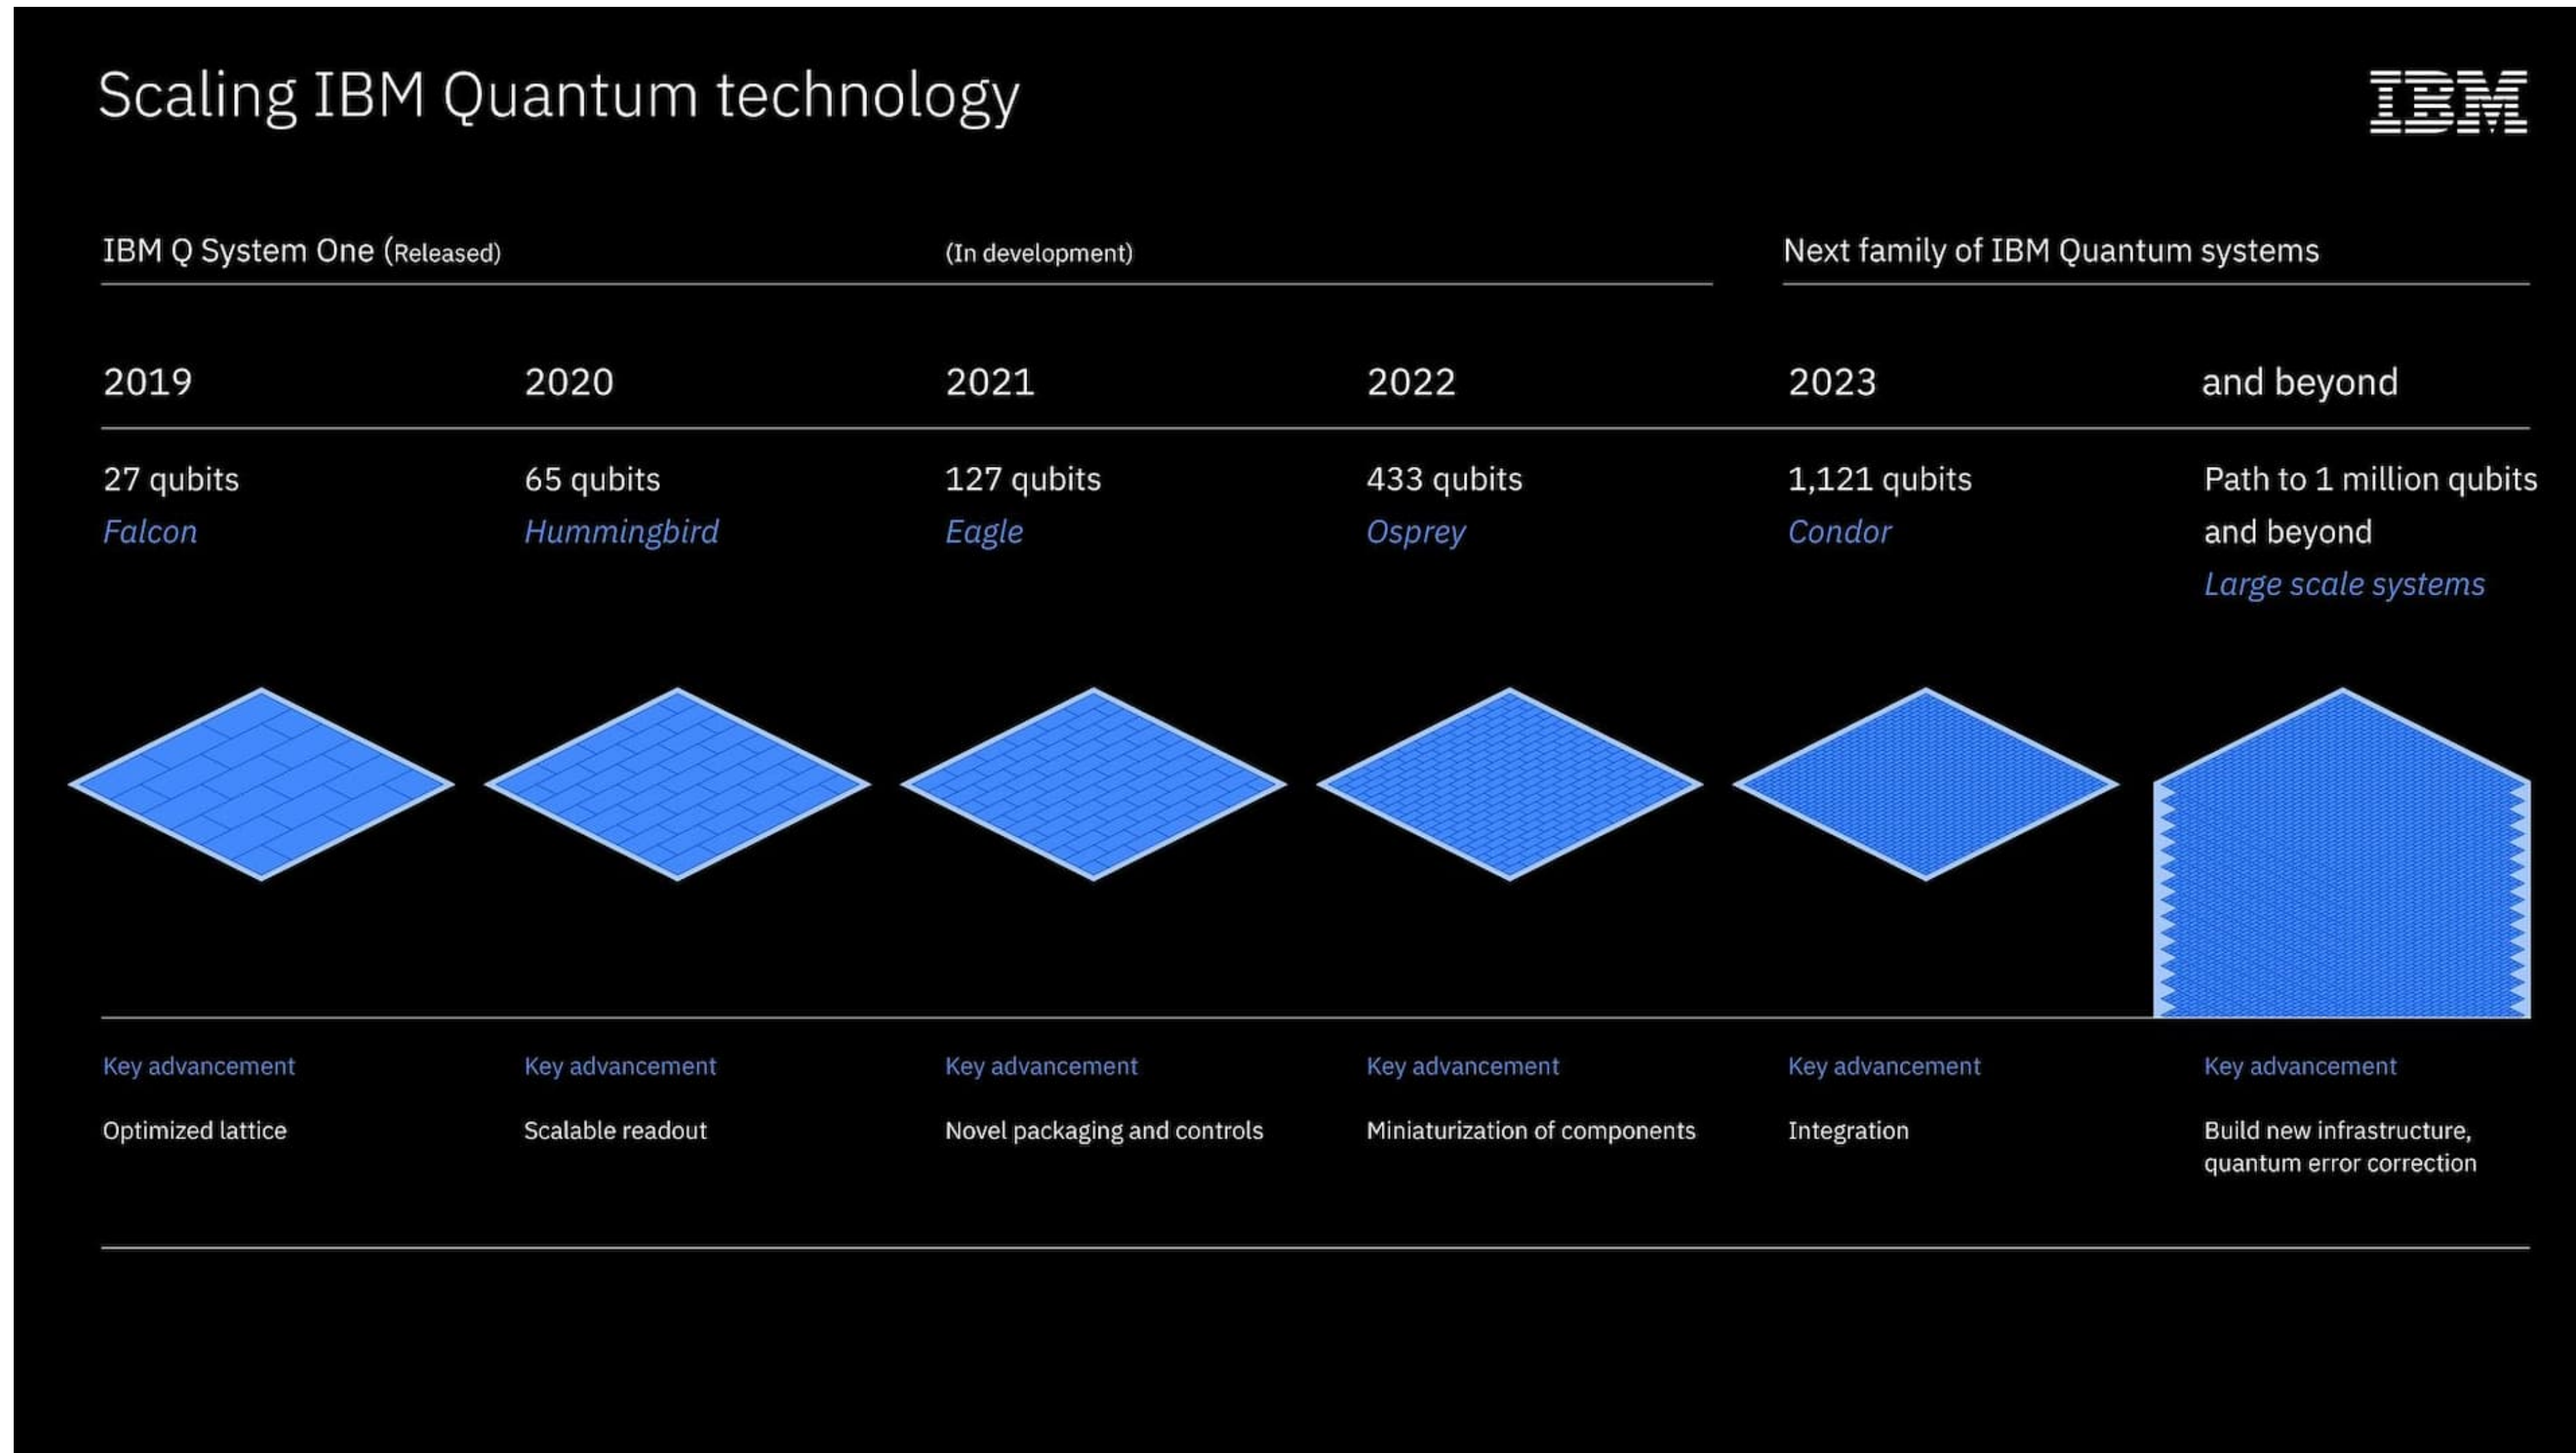 Scaling IBM Quantum technology
IBM
IBM Q System One (Released)
(In development)
Next family of IBM Quantum systems
2019
2020
2021
2022
2023
and beyond
27 qubits
Falcon
65 qubits
Hummingbird
127 qubits
Eagle
433 qubits
Osprey
1,121 qubits
Condor
Path to 1 million qubits
and beyond
Large scale systems
Key advancement
Optimized lattice
Key advancement
Scalable readout
Key advancement
Novel packaging and controls
Key advancement
Miniaturization of components
Key advancement
Integration
Key advancement
Build new infrastructure,
quantum error correction